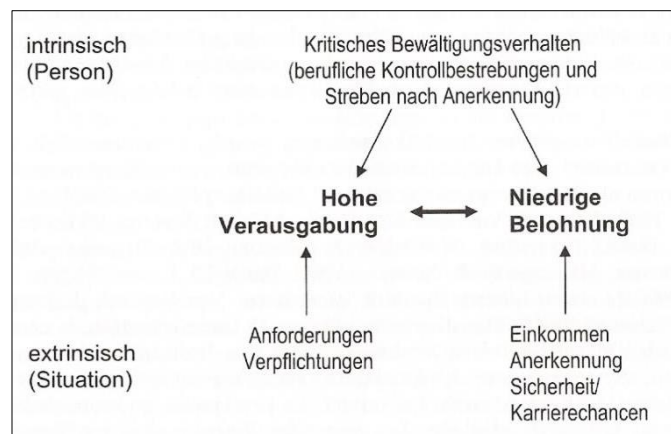 intrinsisch
(Person)
Kritisches Bewältigungsverhalten
(berufliche Kontrollbestrebungen und
Streben nach Anerkennung)
Hohe
Verausgabung
Niedrige
Belohnung
extrinsisch
(Situation)
Anforderungen
Verpflichtungen
Einkommen
Anerkennung
Sicherheit/
Karrierechancen